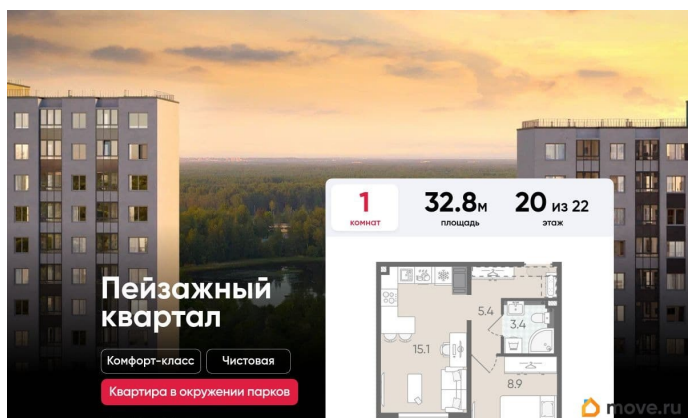 1
комнат
32.8м
площадь
20 из 22
этаж
Пейзажный
квартал
Комфорт-класс
Чистовая
Квартира в окружении парков
5.4
3.4
15.1
8.9
move.ru